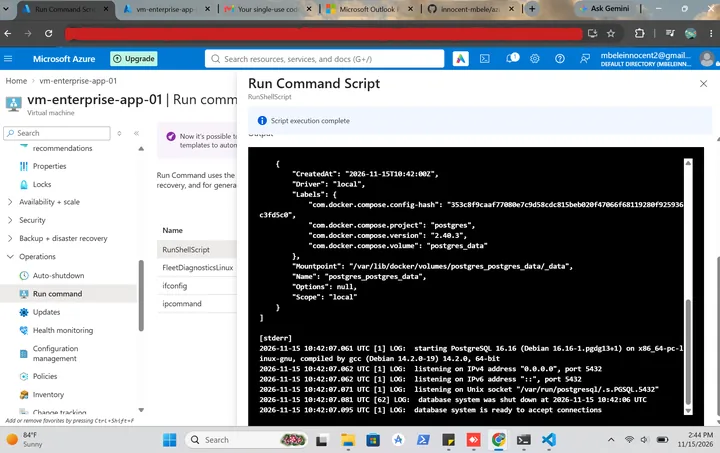 Run Command Scr
vm-enterprise-app-01
Your single-use cod
Microsoft Outlook
innocent-mbele/az
Ask Gemini
Microsoft Azure
Upgrade
Search resources, services, and docs (G+/)
mbeleinnocent2@gmail....
DEFAULT DIRECTORY (MBELEINN...
Home > vm-enterprise-app-01
vm-enterprise-app-01 | Run comm
Virtual machine
Search
recommendations
Properties
Locks
Availability + scale
Security
Backup + disaster recovery
Operations
Auto-shutdown
Run command
Updates
Health monitoring
Configuration
management
Policies
Inventory
Change tracking
Add or remove favorites by pressing Ctrl+Shift+F
Now it's possible t
templates to autom
Run Command uses the
recovery, and for genera
Name
RunShellScript
FleetDiagnosticsLinux
ifconfig
ipcommand
Run Command Script
RunShellScript
Script execution complete
Output
{
"CreatedAt": "2026-11-15T10:42:00Z",
"Driver": "local",
"Labels": {
"com.docker.compose.config-hash": "353c8f9caaf77080e7c9d58cdc815beb020f47066f68119280f925936
c3fd5c0",
"com.docker.compose.project": "postgres",
"com.docker.compose.version": "2.40.3",
"com.docker.compose.volume": "postgres_data"
},
"Mountpoint": "/var/lib/docker/volumes/postgres_postgres_data/_data",
"Name": "postgres_postgres_data",
"Options": null,
"Scope": "local"
}
]
[stderr]
2026-11-15 10:42:07.061 UTC [1] LOG:  starting PostgreSQL 16.16 (Debian 16.16-1.pgdg13+1) on x86_64-pc-l
inux-gnu, compiled by gcc (Debian 14.2.0-19) 14.2.0, 64-bit
2026-11-15 10:42:07.062 UTC [1] LOG:  listening on IPv4 address "0.0.0.0", port 5432
2026-11-15 10:42:07.062 UTC [1] LOG:  listening on IPv6 address "::", port 5432
2026-11-15 10:42:07.071 UTC [1] LOG:  listening on Unix socket "/var/run/postgresql/.s.PGSQL.5432"
2026-11-15 10:42:07.081 UTC [62] LOG:  database system was shut down at 2026-11-15 10:42:06 UTC
2026-11-15 10:42:07.095 UTC [1] LOG:  database system is ready to accept connections
84°F
Sunny
Search
2:44 PM
11/15/2026